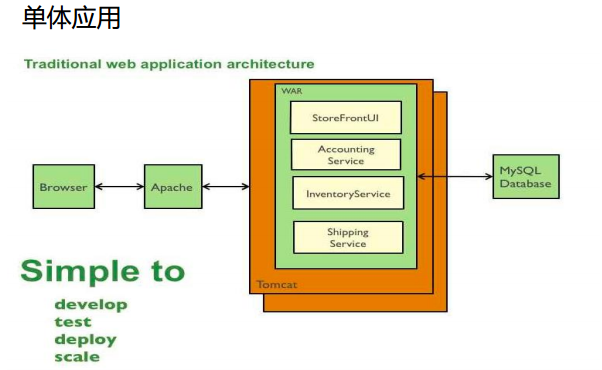 单体应用
Traditional web application architecture
WAR
StoreFrontUI
Accounting
Service
InventoryService
Shipping
Service
Tomcat
Browser
Apache
MySQL
Database
Simple to
develop
test
deploy
scale